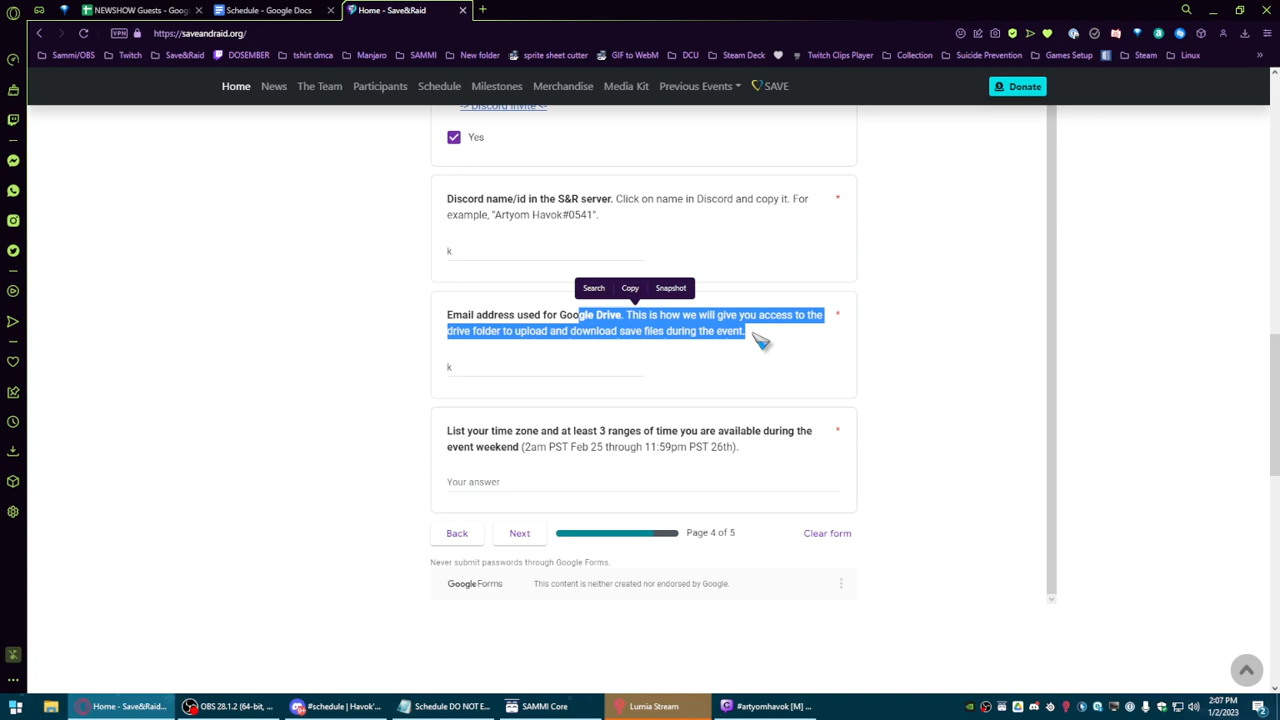 NEWSHOW Events - Goog
Schedule - Google Docs
Home - Save&Raid
VPN
https://saveandraid.org/
Sammi/OBS
Twitch
Save&Raid
DOSEMBER
tshirt dmca
Manjaro
SAMMI
New folder
sprite sheet cutter
GIF to WebM
DCU
Steam Deck
Twitch Clips Player
Collection
Suicide Prevention
Games Setup
Steam
Linux
Home News The Team Participants Schedule Milestones Merchandise Media Kit Previous Events SAVE Donate
-> Discord Invite <-
Yes
Discord name/id in the S&R server. Click on name in Discord and copy it. For *
example, "Artyom Havok#0541".
k
Search Copy Snapshot
Email address used for Google Drive. This is how we will give you access to the *
drive folder to upload and download save files during the event.
k
List your time zone and at least 3 ranges of time you are available during the *
event weekend (2am PST Feb 25 through 11:59pm PST 26th).
Your answer
Back Next Page 4 of 5 Clear form
Never submit passwords through Google Forms.
Google Forms This content is neither created nor endorsed by Google.
Home - Save&Raid...
OBS 28.1.2 (64-bit, ...
#schedule | Havok'...
Schedule DO NOT E...
SAMMI Core
Lumia Stream
#artyomhavok [M] ...
2:07 PM
1/2/2023